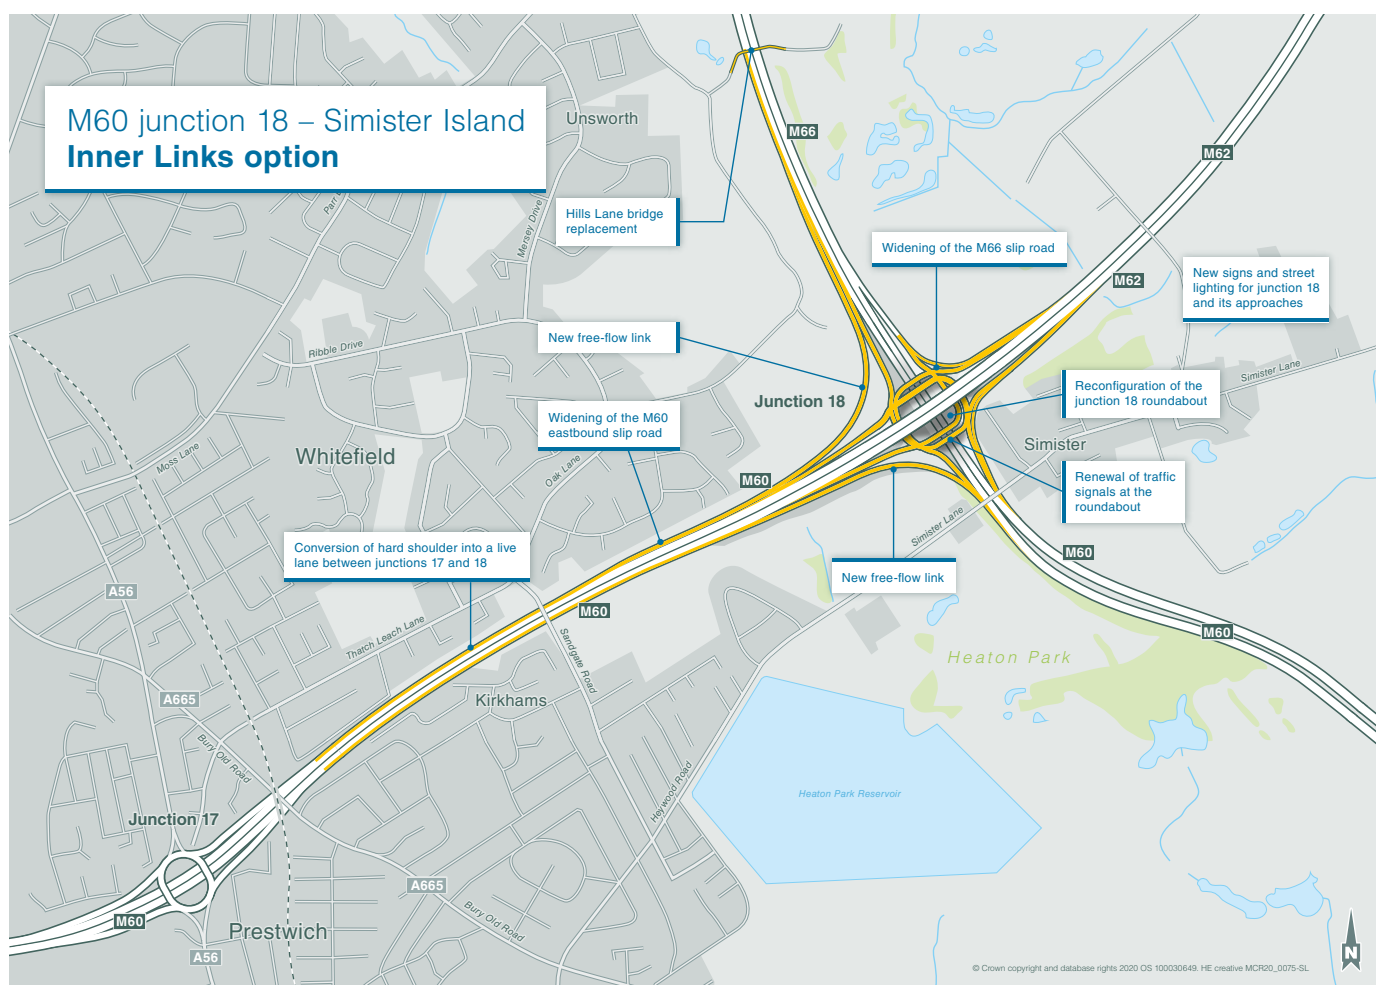 M60 junction 18 – Simister Island
Inner Links option
Unsworth
M66
M62
Parr
Mersey Drive
Hills Lane bridge
replacement
Widening of the M66 slip road
M62
New signs and street
lighting for junction 18
and its approaches
New free-flow link
Ribble Drive
Simister Lane
Reconfiguration of the
junction 18 roundabout
Junction 18
Widening of the M60
eastbound slip road
Simister
Whitefield
Moss Lane
Oak Lane
M60
Renewal of traffic
signals at the
roundabout
Simister Lane
Conversion of hard shoulder into a live
lane between junctions 17 and 18
M60
New free-flow link
A56
M60
Thatch Leach Lane
Sandgate Road
M60
Heaton Park
A665
Kirkhams
Bury Old Road
Heywood Road
Heaton Park Reservoir
Junction 17
A665
M60
Bury Old Road
Prestwich
A56
N
© Crown copyright and database rights 2020 OS 100030649. HE creative MCR20_0075-SL